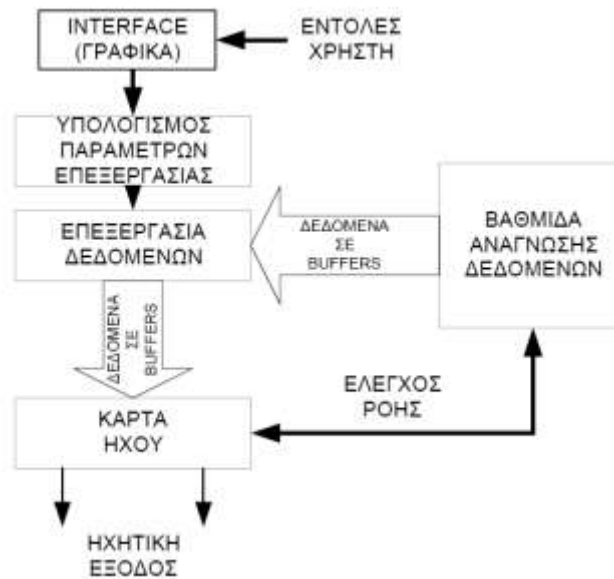 INTERFACE
(ΓΡΑΦΙΚΑ)
ΕΝΤΟΛΕΣ
ΧΡΗΣΤΗ
ΥΠΟΛΟΓΙΣΜΟΣ
ΠΑΡΑΜΕΤΡΩΝ
ΕΠΕΞΕΡΓΑΣΙΑΣ
ΕΠΕΞΕΡΓΑΣΙΑ
ΔΕΔΟΜΕΝΩΝ
ΔΕΔΟΜΕΝΑ
ΣΕ
BUFFERS
ΒΑΘΜΙΔΑ
ΑΝΑΓΝΩΣΗΣ
ΔΕΔΟΜΕΝΩΝ
ΔΕΔΟΜΕΝΑ
ΣΕ
BUFFERS
ΕΛΕΓΧΟΣ
ΡΟΗΣ
ΚΑΡΤΑ
ΗΧΟΥ
ΗΧΗΤΙΚΗ
ΕΞΟΔΟΣ